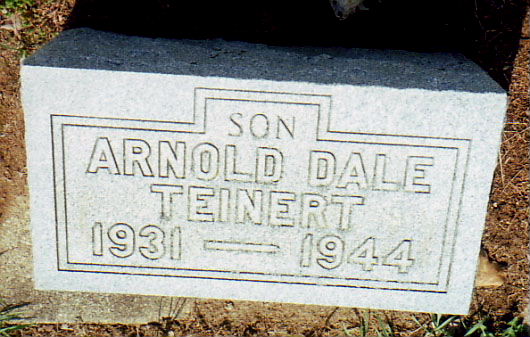 SON
ARNOLD DALE
TEINERT
1931 — 1944